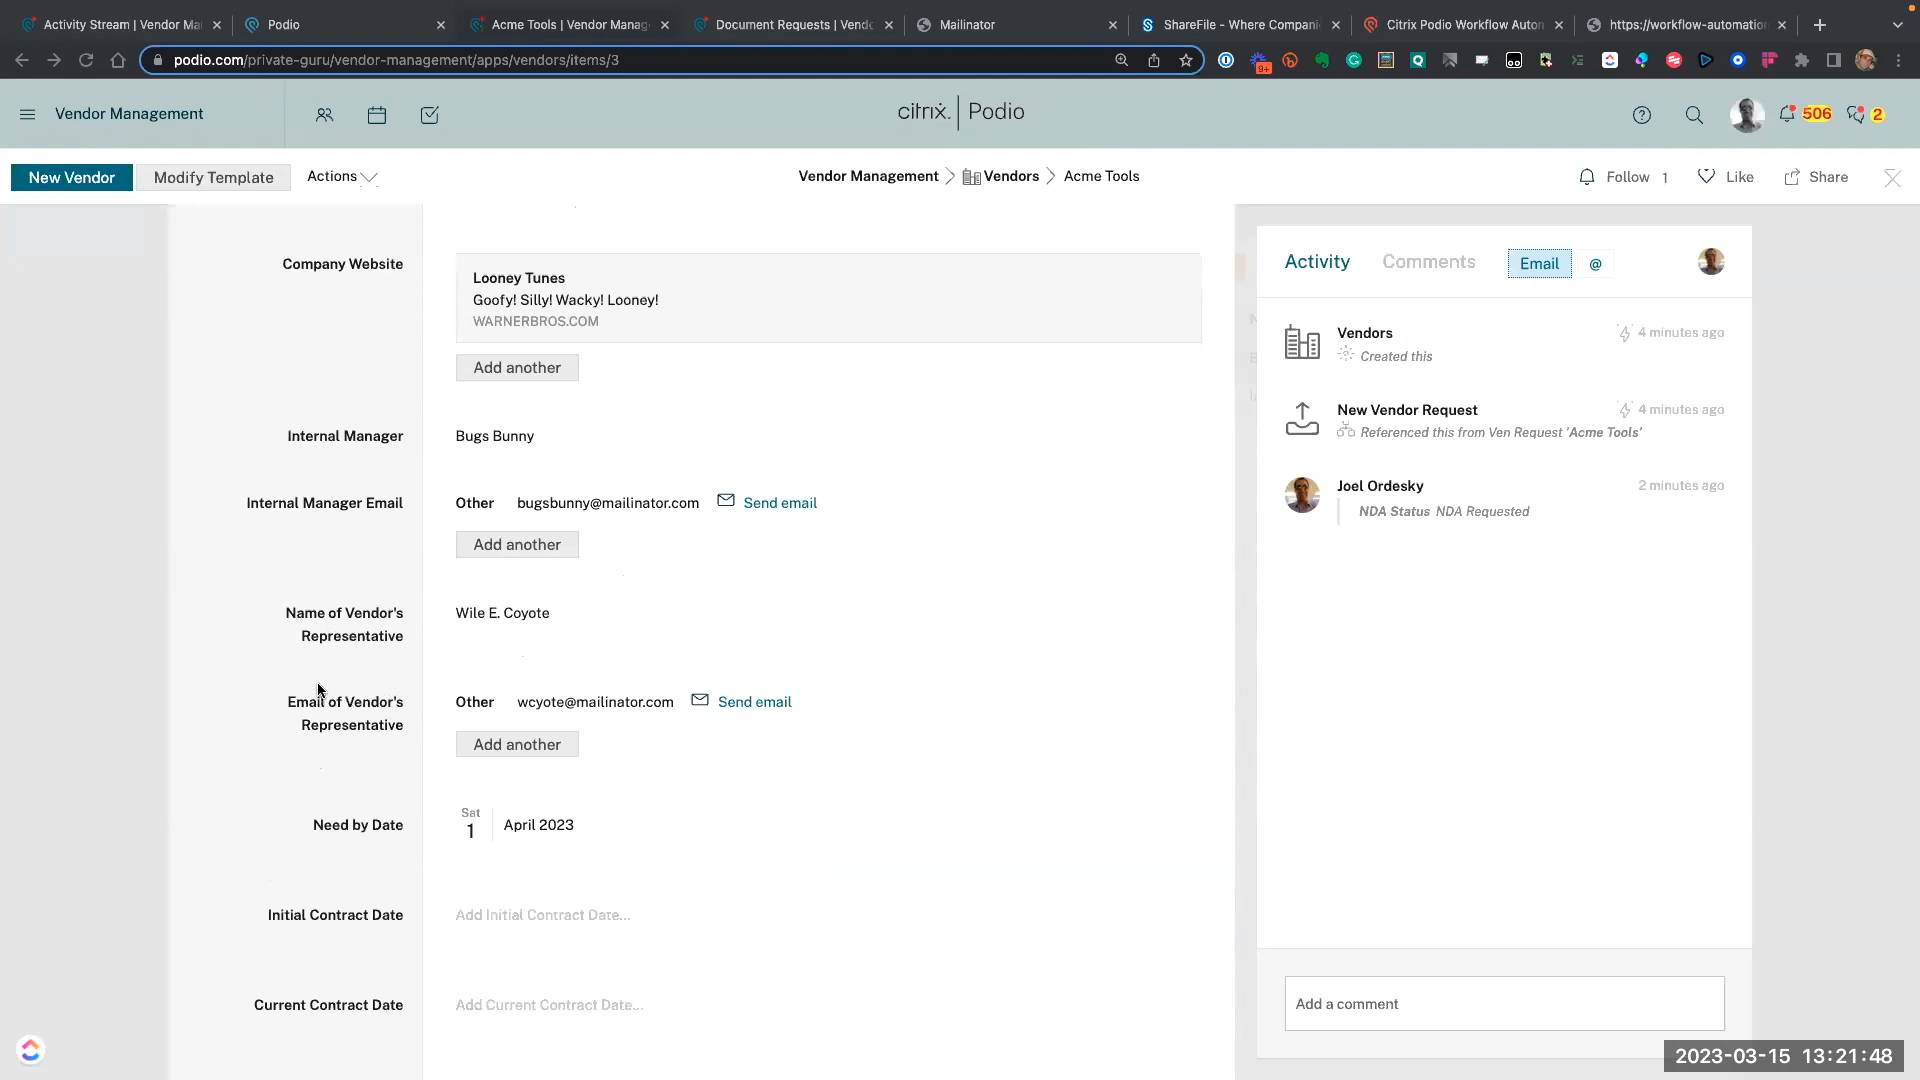 Activity Stream | Vendor Ma
Podio
Acme Tools | Vendor Manag
Document Requests | Vend
Mailinator
ShareFile - Where Compani
Citrix Podio Workflow Auton
https://workflow-automatio
podio.com/private-guru/vendor-management/apps/vendors/items/3
9+
Vendor Management
citrix. | Podio
506
2
New Vendor
Modify Template
Actions
Vendor Management
Vendors
Acme Tools
Follow 1
Like
Share
Company Website
Looney Tunes
Goofy! Silly! Wacky! Looney!
WARNERBROS.COM
Add another
Internal Manager
Bugs Bunny
Internal Manager Email
Other bugsbunny@mailinator.com Send email
Add another
Name of Vendor's
Representative
Wile E. Coyote
Email of Vendor's
Representative
Other wcyote@mailinator.com Send email
Add another
Need by Date
Sat
1
April 2023
Initial Contract Date
Add Initial Contract Date...
Current Contract Date
Add Current Contract Date...
Activity
Comments
Email
@
Vendors
4 minutes ago
Created this
New Vendor Request
4 minutes ago
Referenced this from Ven Request 'Acme Tools'
Joel Ordesky
2 minutes ago
NDA Status NDA Requested
Add a comment
2023-03-15 13:21:48